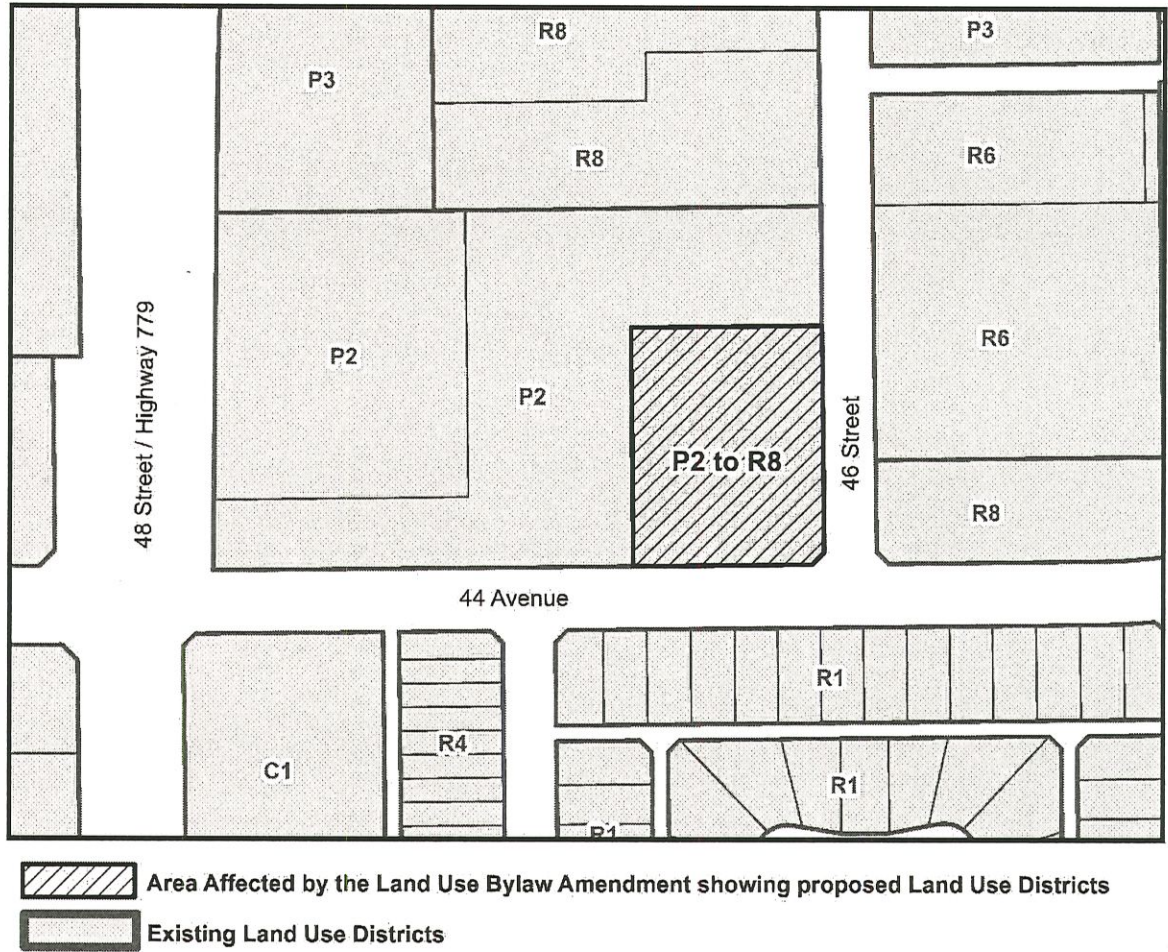 R8
P3
P3
R8
R6
48 Street / Highway 779
P2
P2
R6
P2 to R8
46 Street
R8
44 Avenue
R1
R4
C1
R1
R1
Area Affected by the Land Use Bylaw Amendment showing proposed Land Use Districts
Existing Land Use Districts